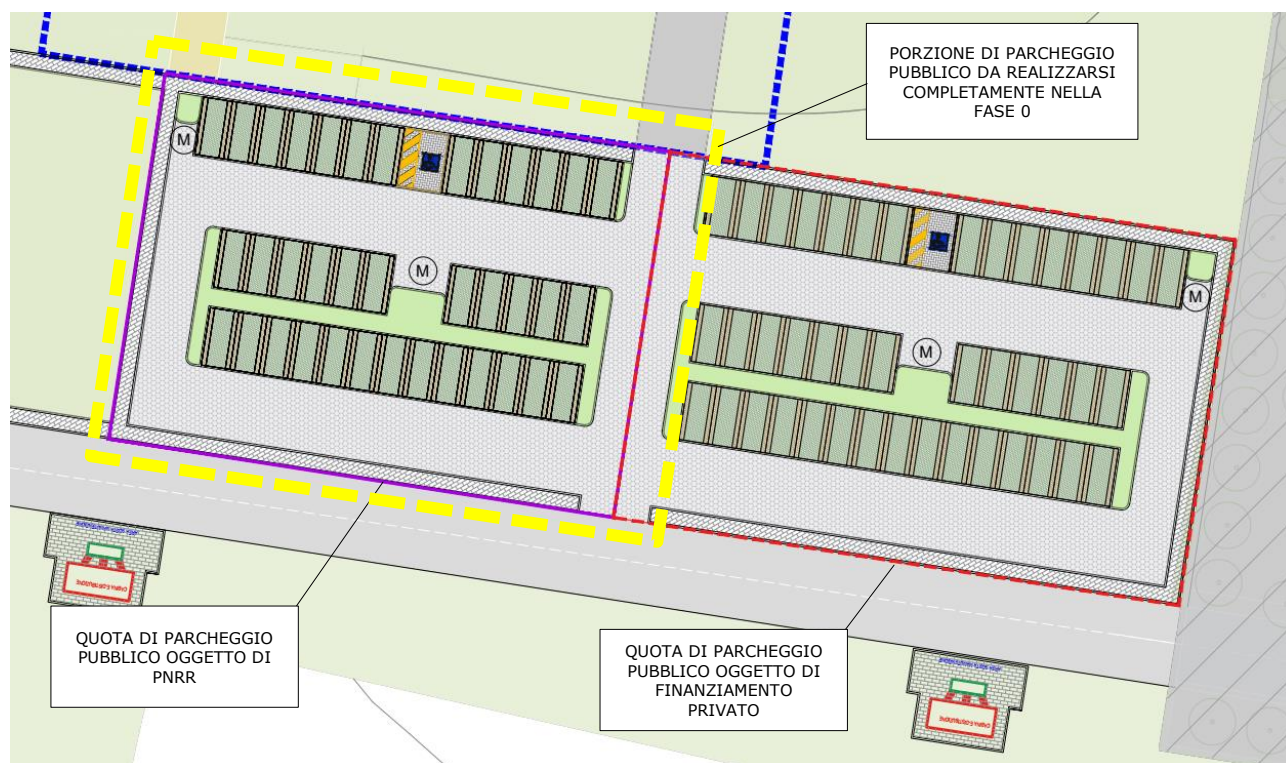 PORZIONE DI PARCHEGGIO
PUBBLICO DA REALIZZARSI
COMPLETAMENTE NELLA
FASE 0
M
M
M
M
QUOTA DI PARCHEGGIO
PUBBLICO OGGETTO DI
PNRR
QUOTA DI PARCHEGGIO
PUBBLICO OGGETTO DI
FINANZIAMENTO
PRIVATO